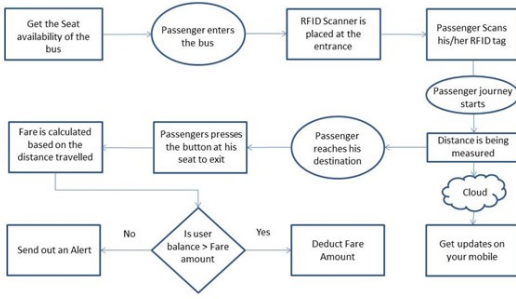 Get the Seat
availability of the
bus
Passenger enters
the bus
RFID Scanner is
placed at the
entrance
Passenger Scans
his/her RFID tag
Passenger journey
starts
Fare is calculated
based on the
distance travelled
Passengers presses
the button at his
seat to exit
Passenger
reaches his
destination
Distance is being
measured
Cloud
Send out an Alert
No
Is user
balance > Fare
amount
Yes
Deduct Fare
Amount
Get updates on
your mobile